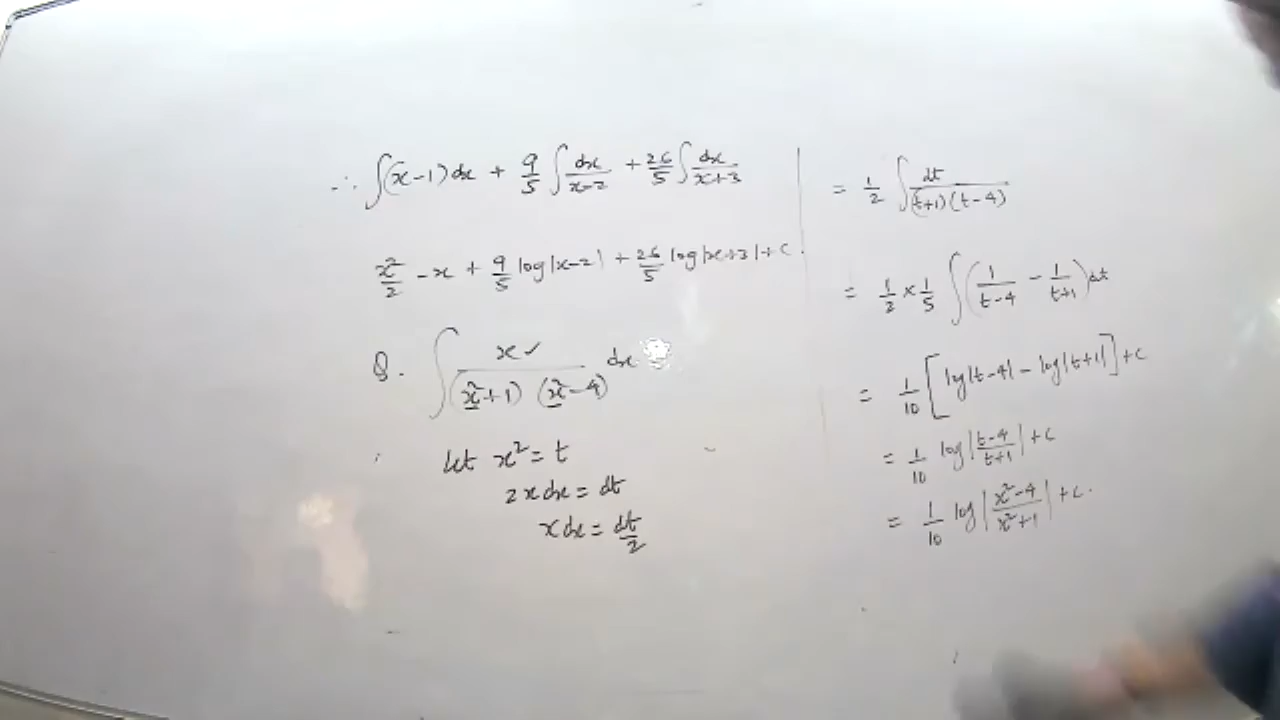 ∴ ∫(x-1)dx + 9/5 ∫ dx/(x-2) + 26/5 ∫ dx/(x+3)
x²/2 - x + 9/5 log|x-2| + 26/5 log|x+3| + c.
Q. ∫ x✓/((x²+1) (x²-4)) dx
Let x² = t
2xdx = dt
xdx = dt/2
= 1/2 ∫ dt/((t+1)(t-4))
= 1/2 × 1/5 ∫ (1/(t-4) - 1/(t+1)) dt
= 1/10 [log|t-4| - log|t+1|] + c
= 1/10 log|(t-4)/(t+1)| + c
= 1/10 log|(x²-4)/(x²+1)| + c.